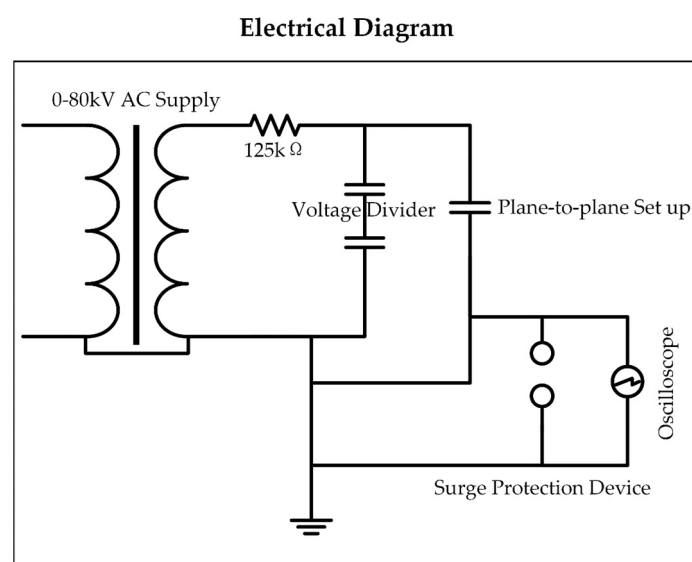 Electrical Diagram
0-80kV AC Supply
125k Ω
Voltage Divider
Plane-to-plane Set up
Oscilloscope
Surge Protection Device